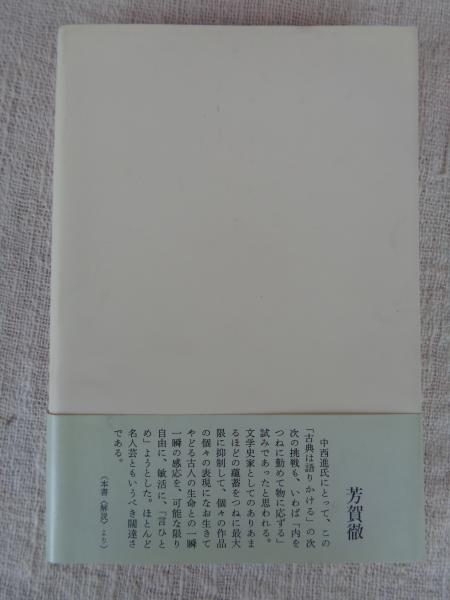 芳賀徹
中西進氏にとって、この
「古典は語りかける」の次の
次の挑戦も、いわば「内を
つねに勤めて物に応ずる」
試みであったと思われる。
文学史家としてのありあま
るほどの蘊蓄をつねに最大
限に抑制して、個々の作品
の個々の表現になお生きて
やどる古人の生命との一瞬
一瞬の感応を、可能な限り
自由に、敏活に、「言ひと
め」ようとした。ほとんど
名人芸ともいうべき闊達さ
である。
(本書《解説》より)